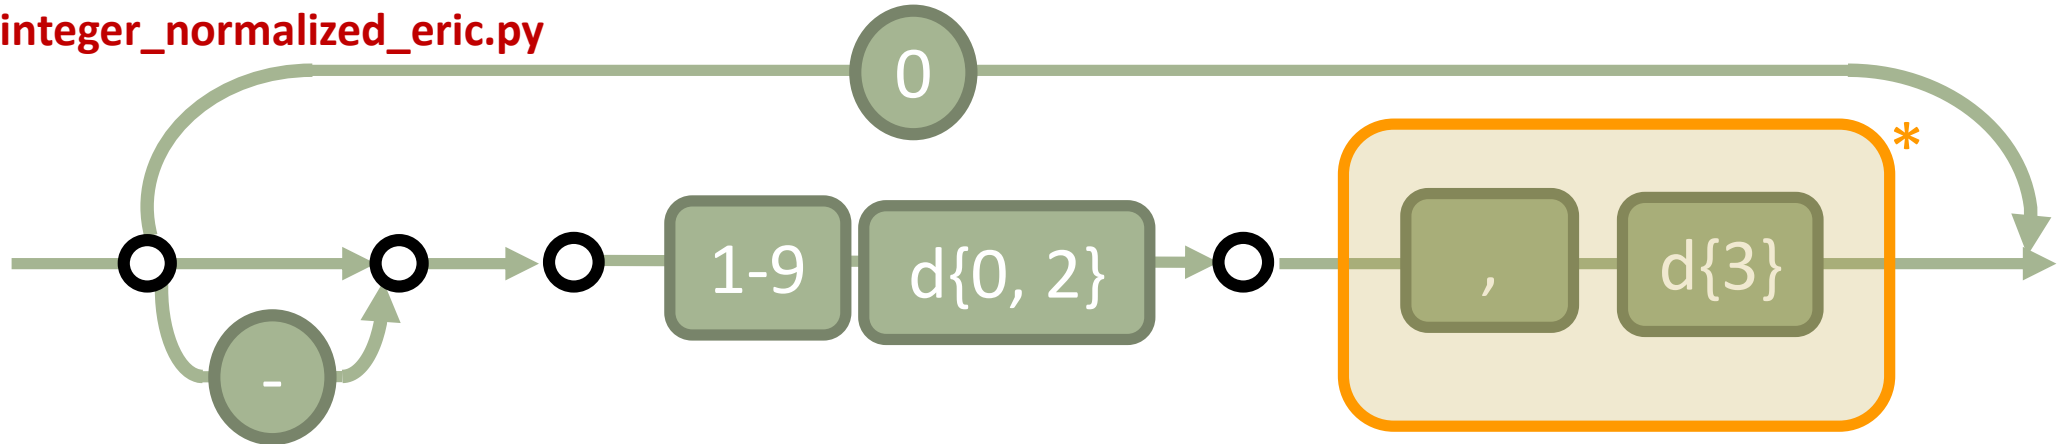 integer_normalized_eric.py
0
*
1-9
d{0, 2}
,
d{3}
-